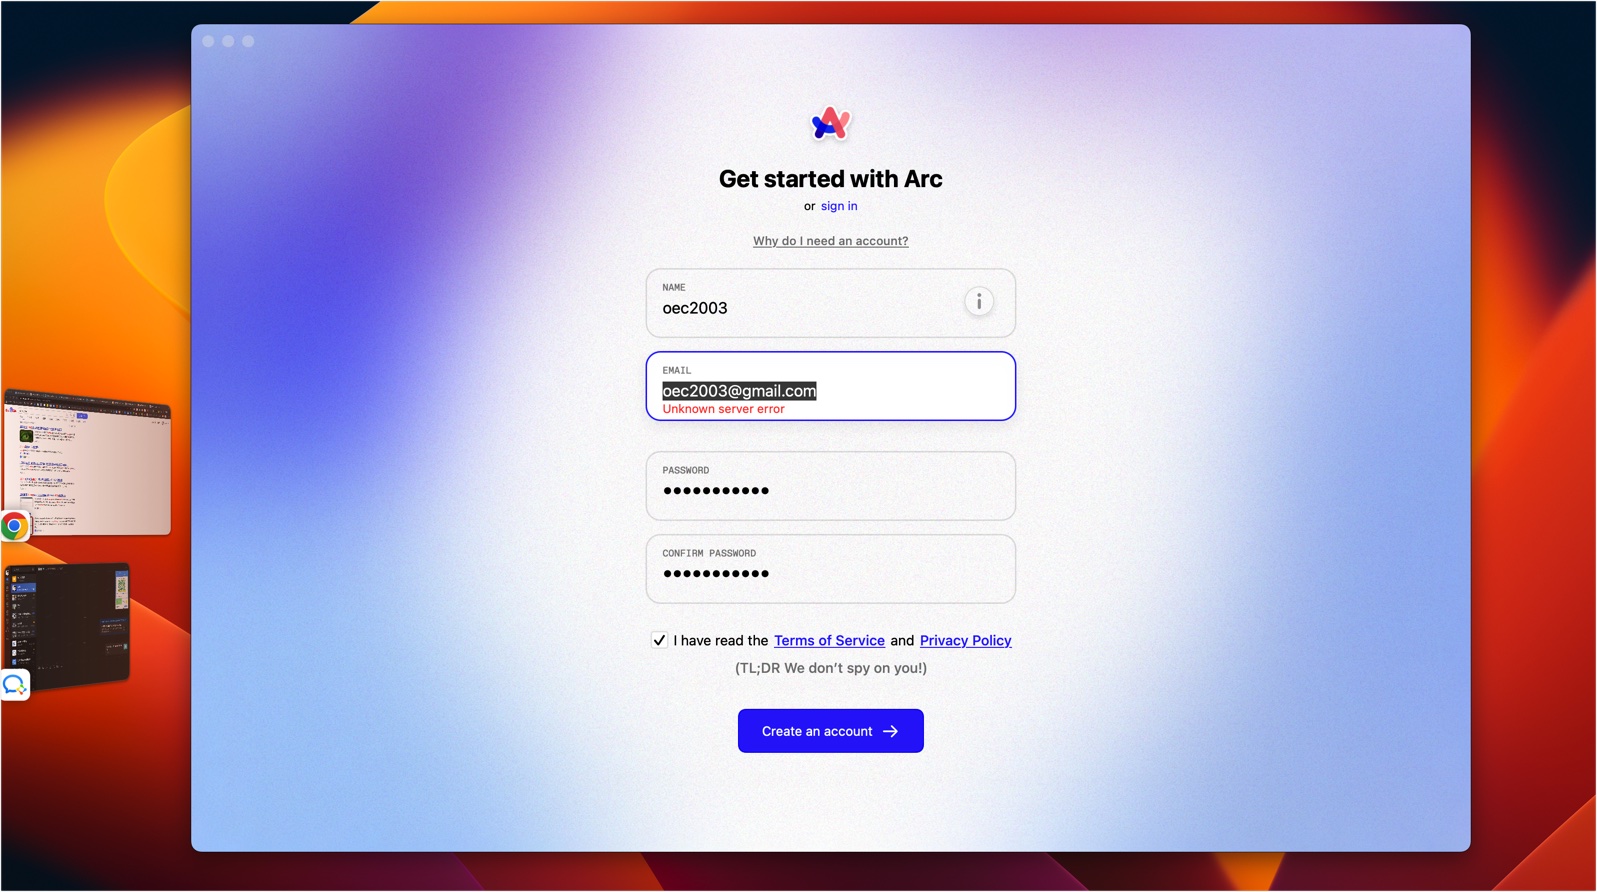 Get started with Arc
or sign in
Why do I need an account?
NAME
oec2003
EMAIL
oec2003@gmail.com
Unknown server error
PASSWORD
●●●●●●●●●●●
CONFIRM PASSWORD
●●●●●●●●●●●
I have read the Terms of Service and Privacy Policy
(TL;DR We don’t spy on you!)
Create an account →